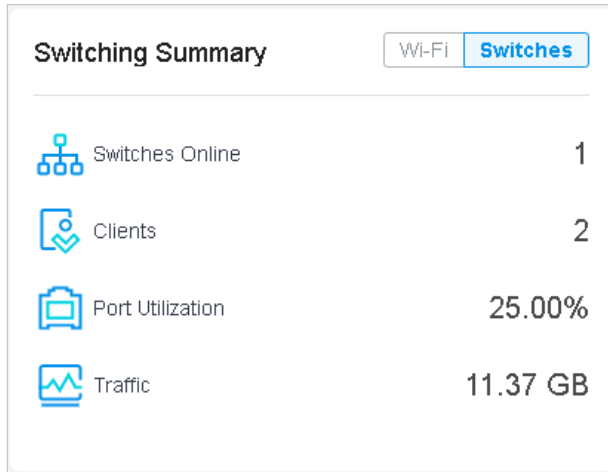 Switching Summary Wi-Fi Switches
Switches Online 1
Clients 2
Port Utilization 25.00%
Traffic 11.37 GB